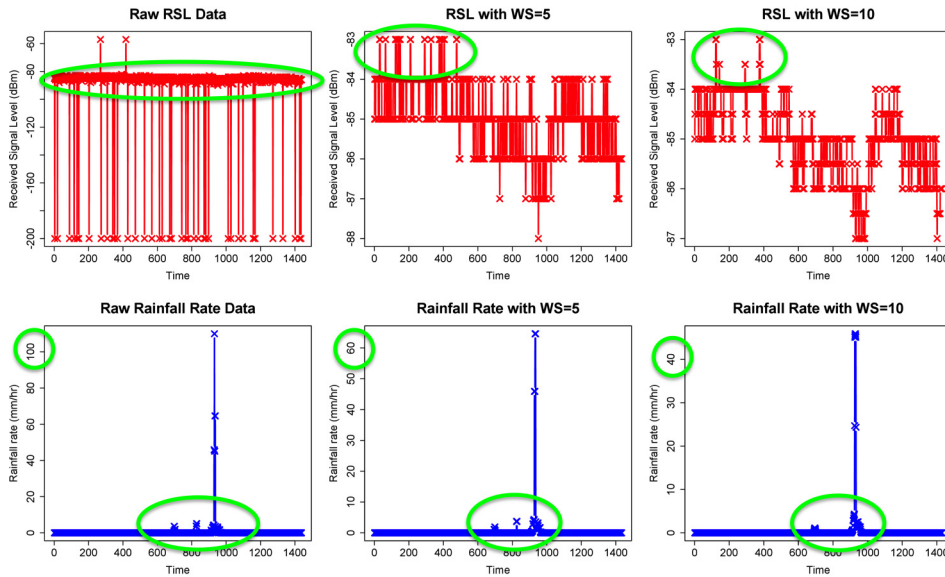 Raw RSL Data
Received Signal Level (dBm)
-60
-80
-120
-160
-200
0 200 400 600 800 1000 1200 1400
Time
RSL with WS=5
Received Signal Level (dBm)
-83
-84
-85
-86
-87
-88
0 200 400 600 800 1000 1200 1400
Time
RSL with WS=10
Received Signal Level (dBm)
-83
-84
-85
-86
-87
0 200 400 600 800 1000 1200 1400
Time
Raw Rainfall Rate Data
Rainfall rate (mm/hr)
100
80
60
40
20
0
0 200 400 600 800 1000 1200 1400
Time
Rainfall Rate with WS=5
Rainfall rate (mm/hr)
60
50
40
30
20
10
0
0 200 400 600 800 1000 1200 1400
Time
Rainfall Rate with WS=10
Rainfall rate (mm/hr)
40
30
20
10
0
0 200 400 600 800 1000 1200 1400
Time